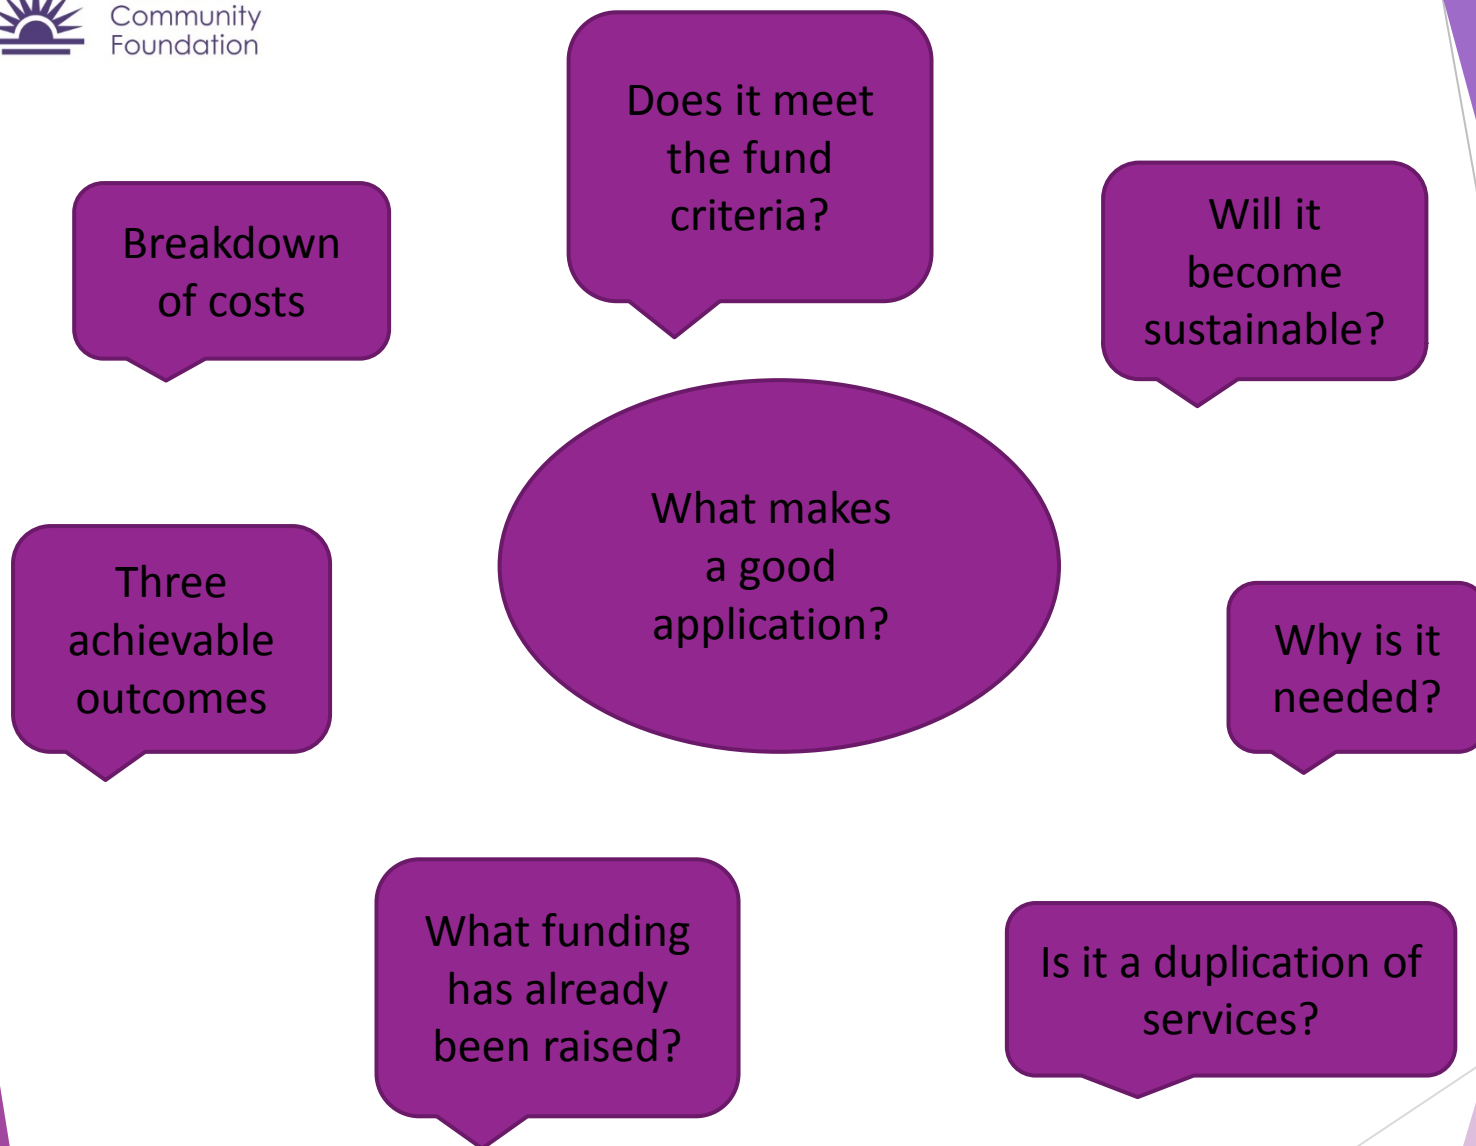 Community
Foundation
Does it meet
the fund
criteria?
Breakdown
of costs
Will it
become
sustainable?
What makes
a good
application?
Three
achievable
outcomes
Why is it
needed?
What funding
has already
been raised?
Is it a duplication of
services?